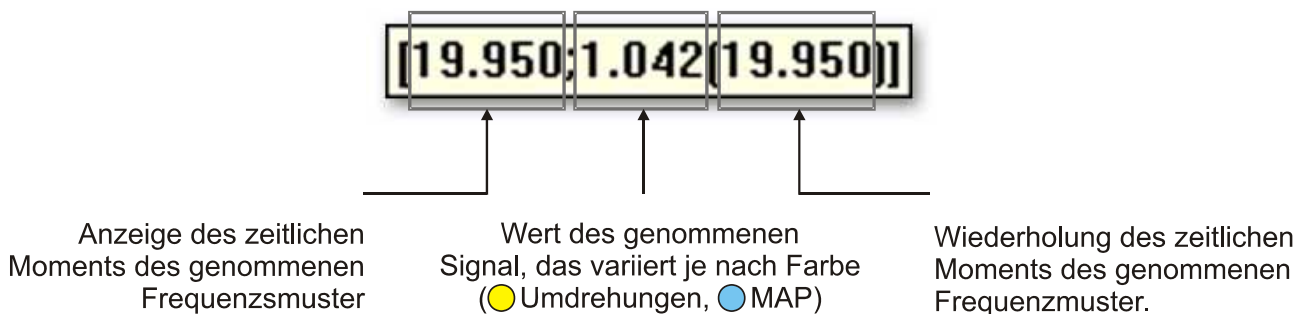 [19.950;1.042(19.950)]
Anzeige des zeitlichen
Moments des genommenen
Frequenzsmuster
Wert des genommenen
Signal, das variiert je nach Farbe
(Umdrehungen, MAP)
Wiederholung des zeitlichen
Moments des genommenen
Frequenzmuster.